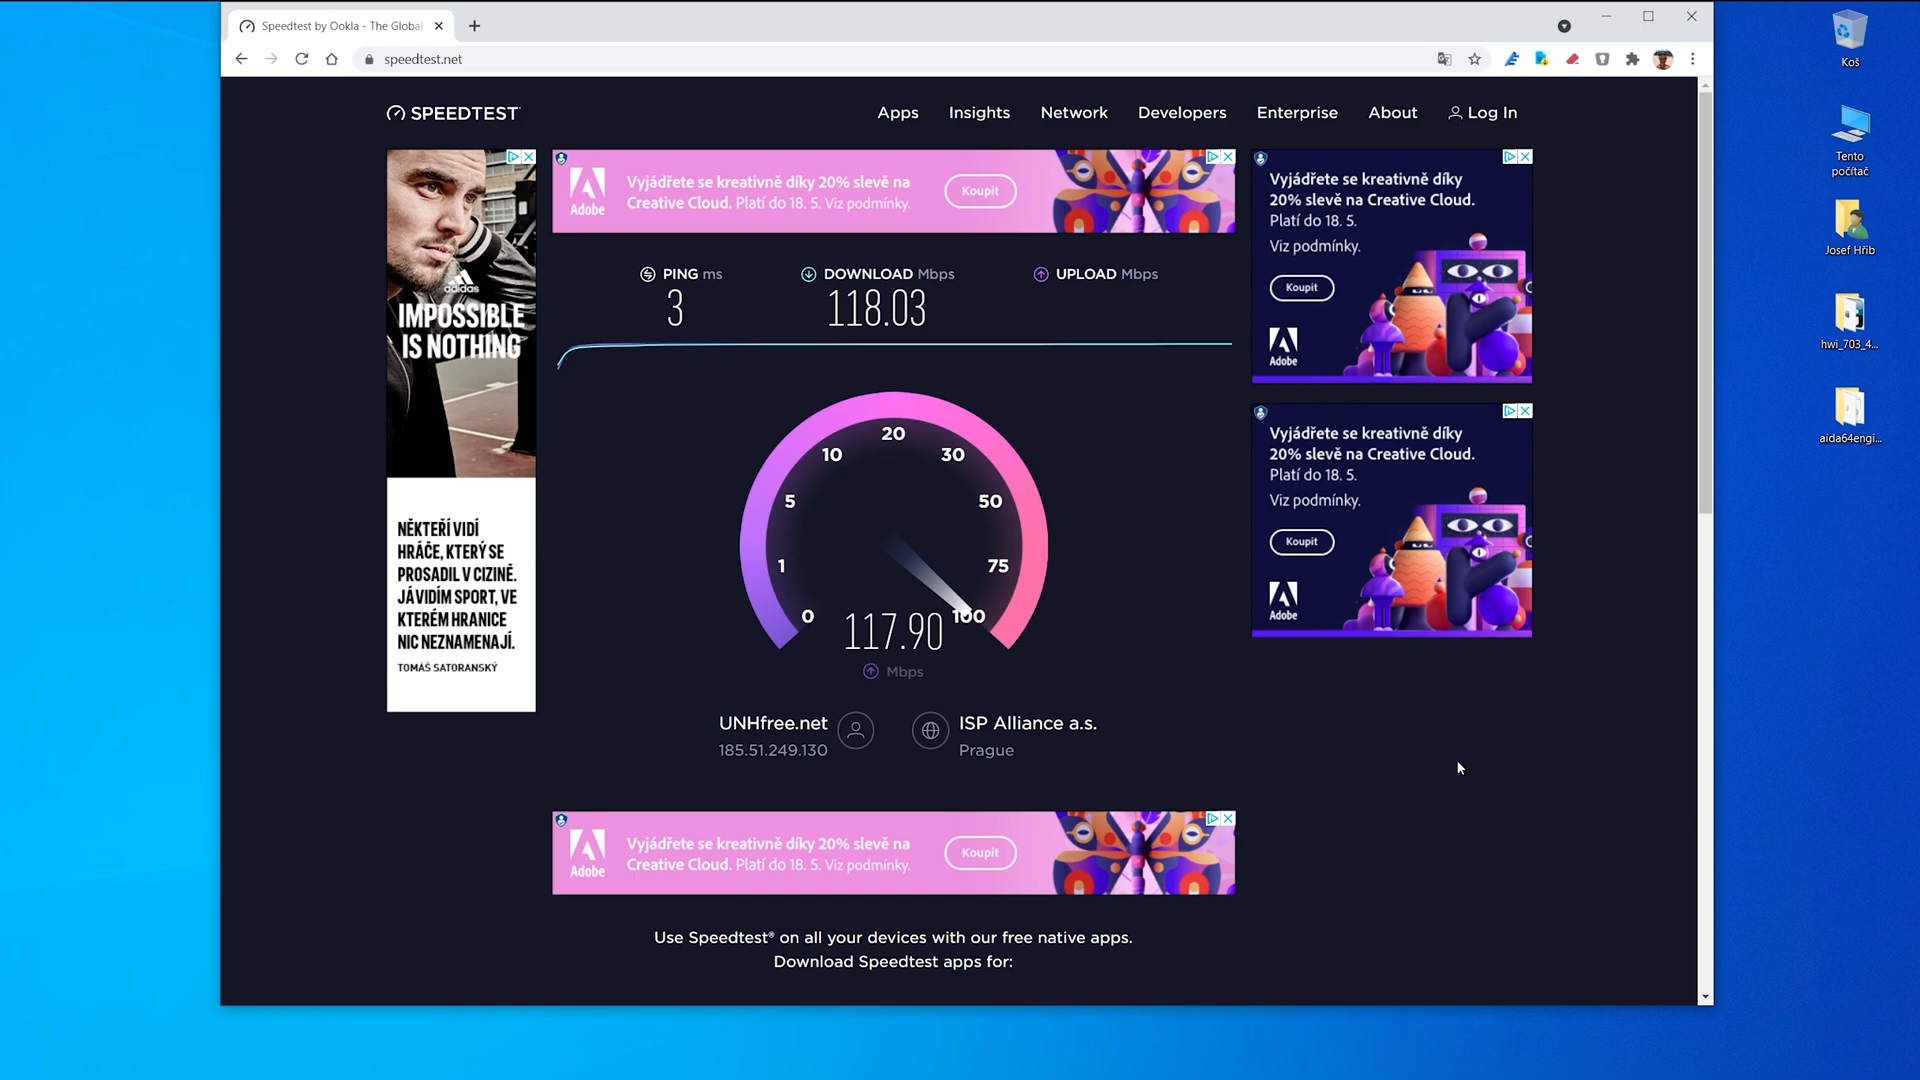 Speedtest by Ookla - The Global
speedtest.net
SPEEDTEST
Apps
Insights
Network
Developers
Enterprise
About
Log In
adidas
IMPOSSIBLE
IS NOTHING
NĚKTEŘÍ VIDÍ
HRÁČE, KTERÝ SE
PROSADIL V CIZINĚ.
JÁ VIDÍM SPORT, VE
KTERÉM HRANICE
NIC NEZNAMENAJÍ.
TOMÁŠ SATORANSKÝ
Adobe
Vyjádřete se kreativně díky 20% slevě na
Creative Cloud. Platí do 18. 5. Viz podmínky.
Koupit
PING ms
3
DOWNLOAD Mbps
118.03
UPLOAD Mbps
0
1
5
10
20
30
50
75
100
117.90
Mbps
UNHfree.net
185.51.249.130
ISP Alliance a.s.
Prague
Adobe
Vyjádřete se kreativně díky 20% slevě na
Creative Cloud. Platí do 18. 5. Viz podmínky.
Koupit
Use Speedtest® on all your devices with our free native apps.
Download Speedtest apps for:
Vyjádřete se kreativně díky
20% slevě na Creative Cloud.
Platí do 18. 5.
Viz podmínky.
Koupit
Adobe
Vyjádřete se kreativně díky
20% slevě na Creative Cloud.
Platí do 18. 5.
Viz podmínky.
Koupit
Adobe
Koš
Tento
počítač
Josef Hřib
hwi_703_4...
aida64engi...